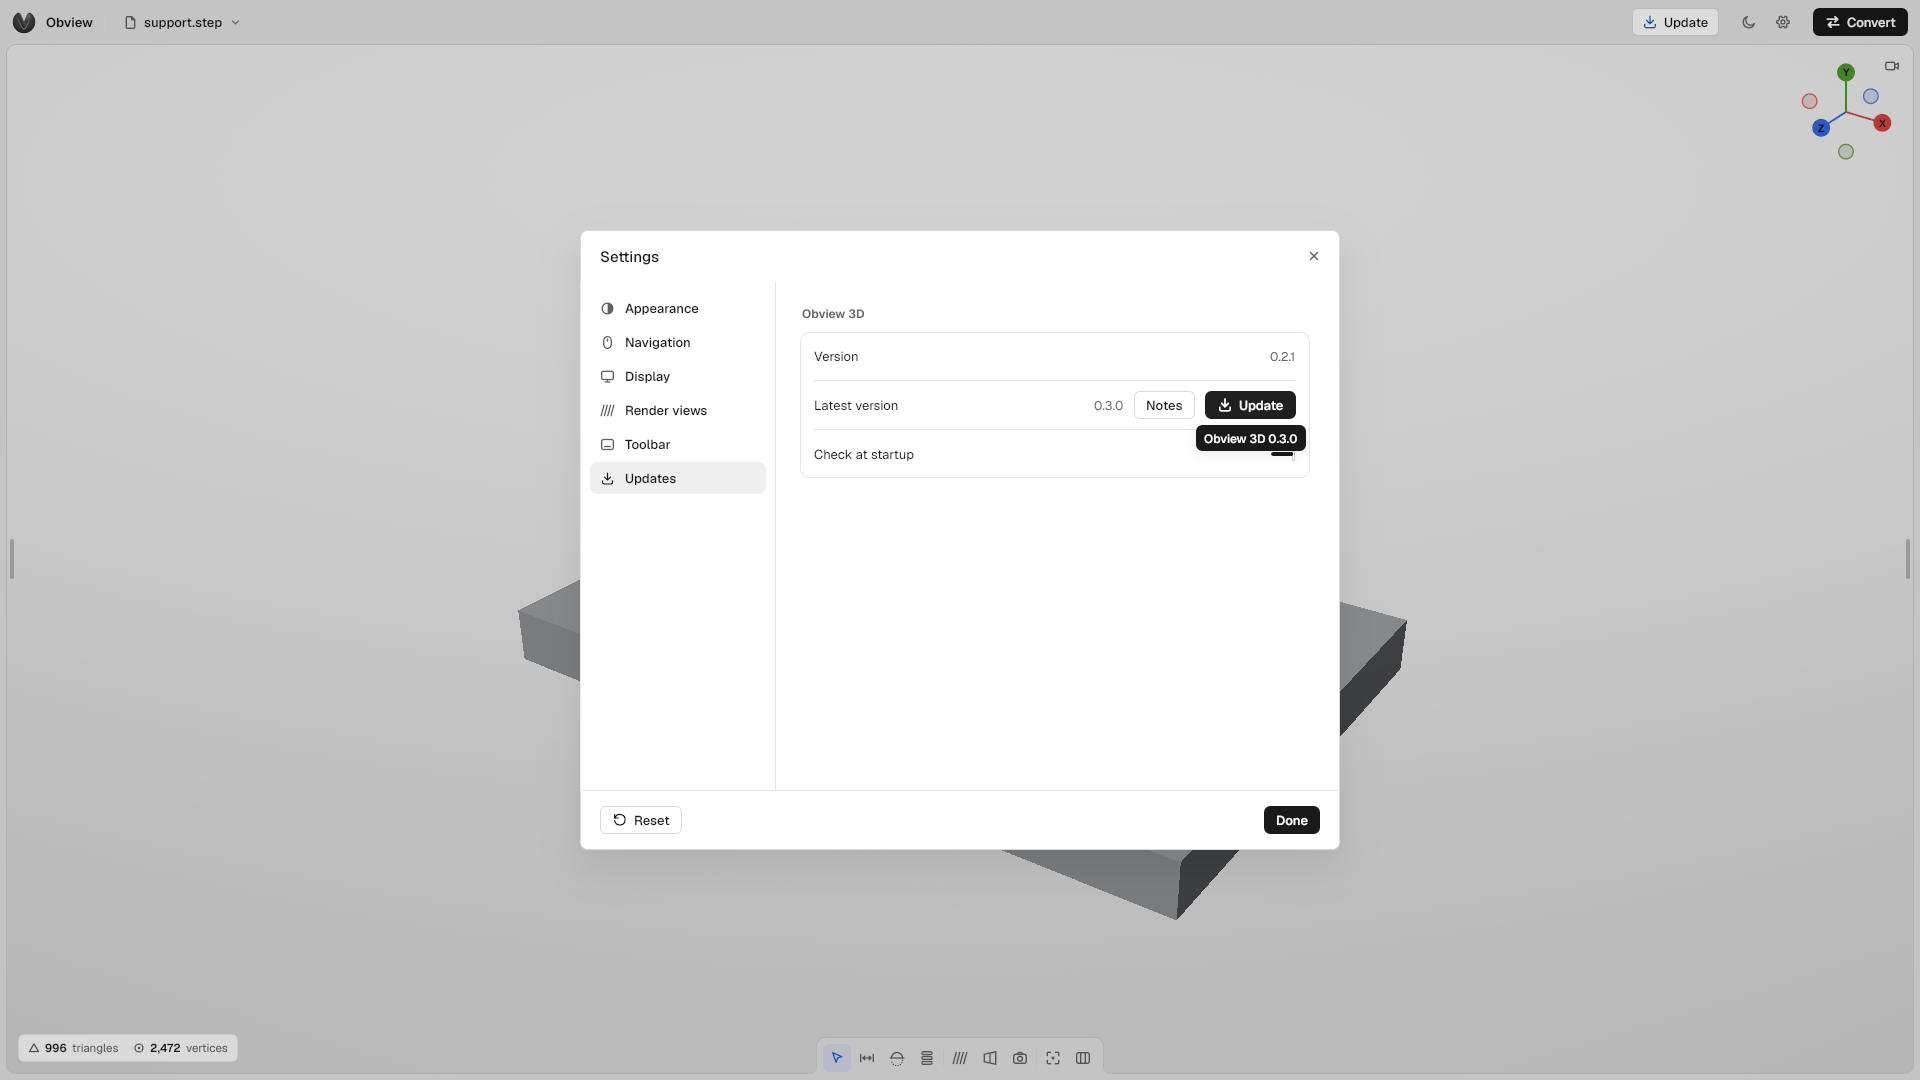 Obview
support.step
Update
Convert
Y
X
Z
Settings
Appearance
Navigation
Display
Render views
Toolbar
Updates
Obview 3D
Version 0.2.1
Latest version 0.3.0 Notes Update
Obview 3D 0.3.0
Check at startup
Reset
Done
996 triangles 2,472 vertices